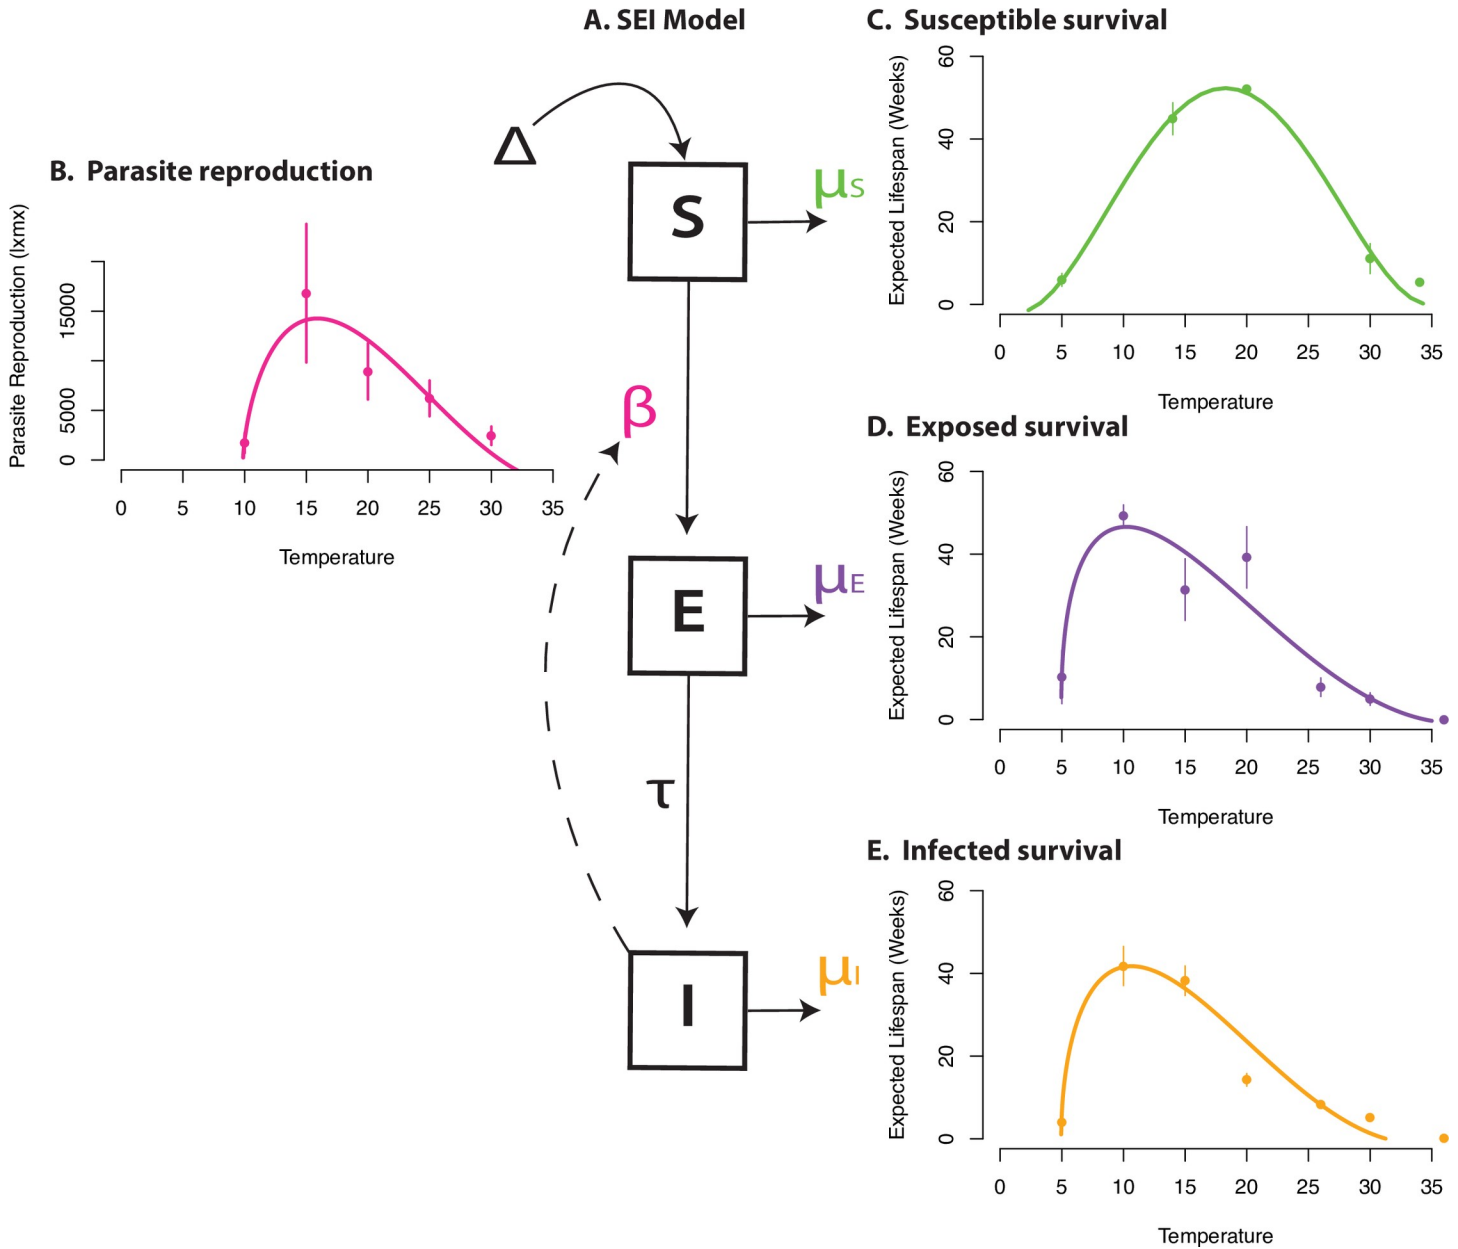 A. SEI Model
Δ
S
μS
β
E
μE
τ
I
μI
B. Parasite reproduction
Parasite Reproduction (lxmx)
0 5000 15000
0 5 10 15 20 25 30 35
Temperature
C. Susceptible survival
Expected Lifespan (Weeks)
0 20 40 60
0 5 10 15 20 25 30 35
Temperature
D. Exposed survival
Expected Lifespan (Weeks)
0 20 40 60
0 5 10 15 20 25 30 35
Temperature
E. Infected survival
Expected Lifespan (Weeks)
0 20 40 60
0 5 10 15 20 25 30 35
Temperature